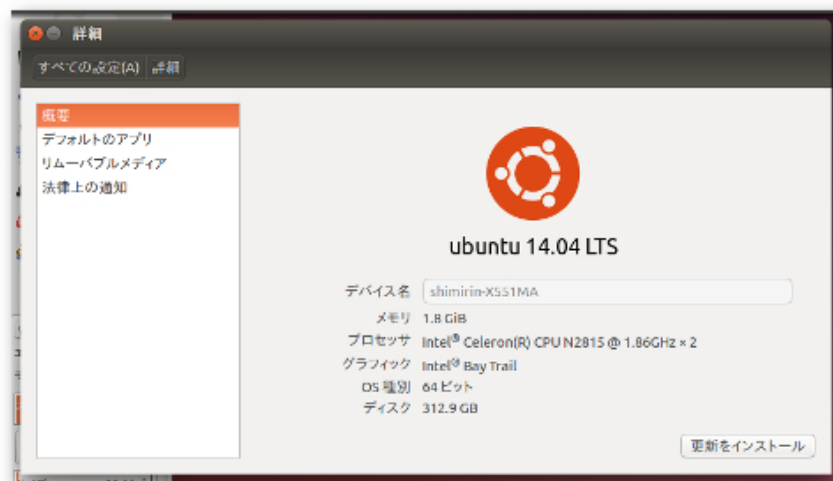 詳細
すべての設定(A) 詳細
概要
デフォルトのアプリ
リムーバブルメディア
法律上の通知
ubuntu 14.04 LTS
デバイス名 shimirin-X551MA
メモリ 1.8 GiB
プロセッサ Intel® Celeron(R) CPU N2815 @ 1.86GHz × 2
グラフィック Intel® Bay Trail
OS 種別 64 ビット
ディスク 312.9 GB
更新をインストール